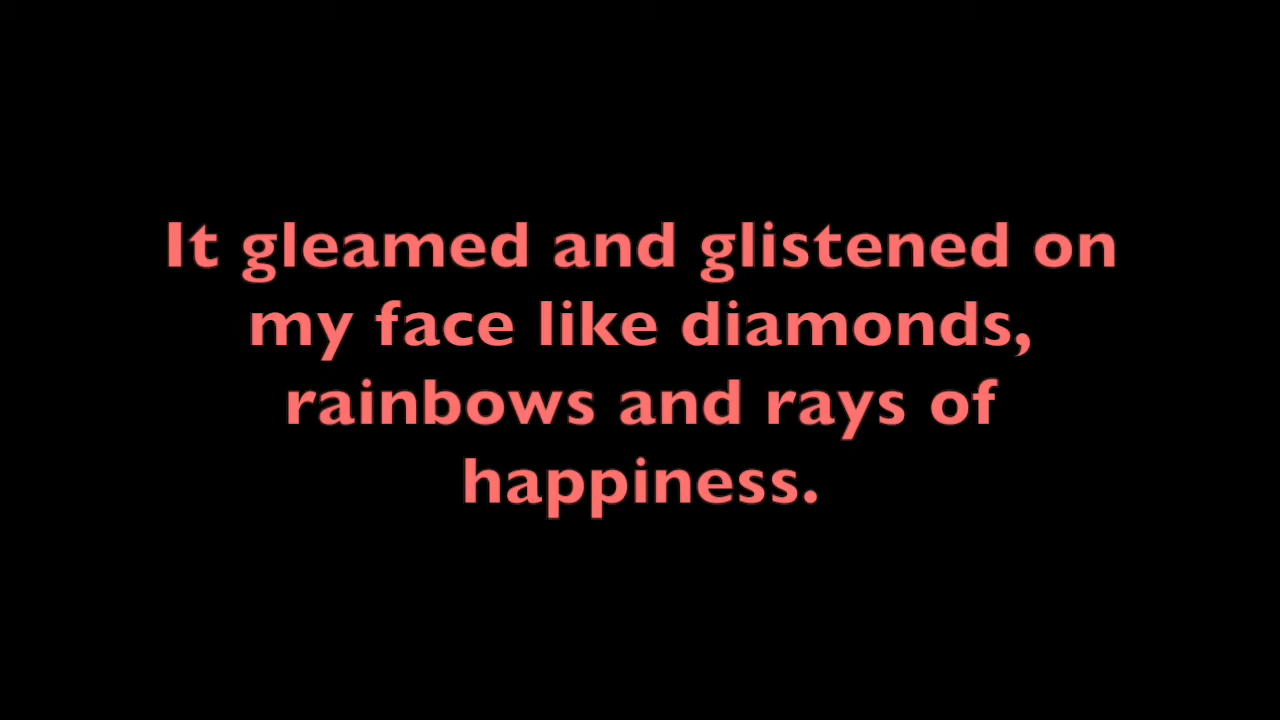 It gleamed and glistened on
my face like diamonds,
rainbows and rays of
happiness.